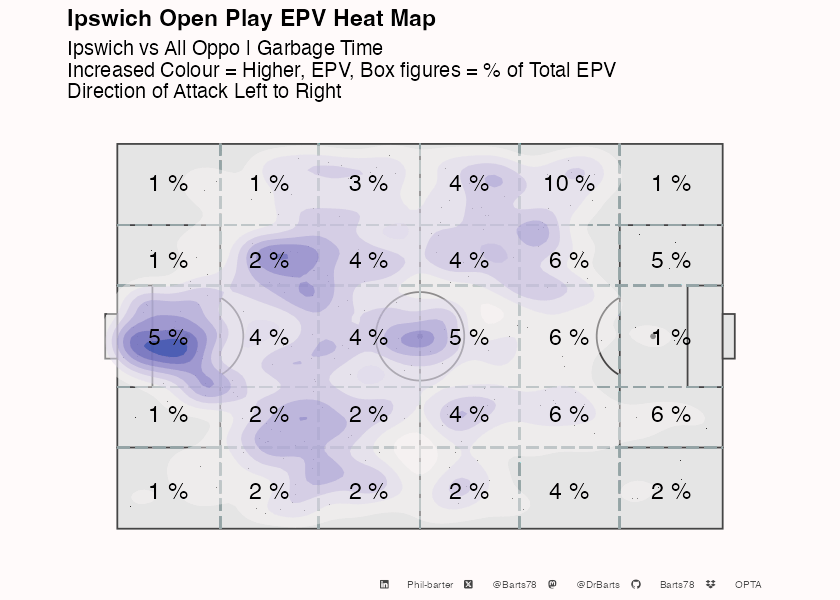 Ipswich Open Play EPV Heat Map
Ipswich vs All Oppo | Garbage Time
Increased Colour = Higher, EPV, Box figures = % of Total EPV
Direction of Attack Left to Right
1 % 1 % 3 % 4 % 10 % 1 %
1 % 2 % 4 % 4 % 6 % 5 %
5 % 4 % 4 % 5 % 6 % 1 %
1 % 2 % 2 % 4 % 6 % 6 %
1 % 2 % 2 % 2 % 4 % 2 %
Phil-barter @Barts78 @DrBarts Barts78 OPTA